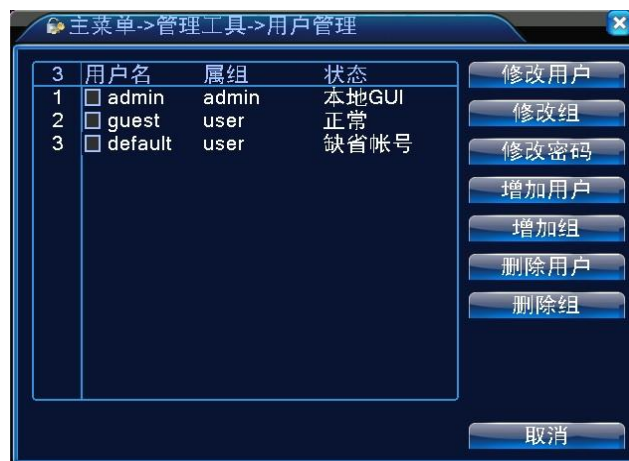 主菜单->管理工具->用户管理
3 用户名 属组 状态
1 admin admin 本地GUI
2 guest user 正常
3 default user 缺省帐号
修改用户
修改组
修改密码
增加用户
增加组
删除用户
删除组
取消